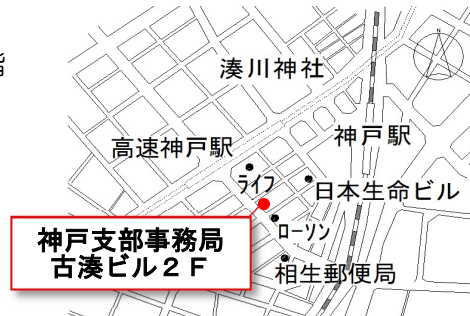 階
湊川神社
N
高速神戸駅
神戸駅
ライフ
日本生命ビル
ローソン
神戸支部事務局
古湊ビル２Ｆ
相生郵便局